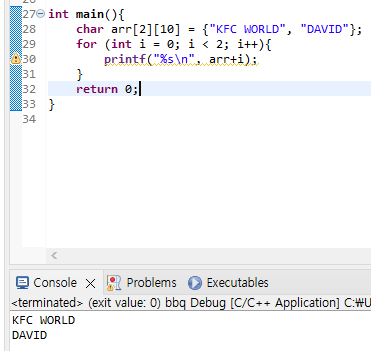 27 int main(){
28 char arr[2][10] = {"KFC WORLD", "DAVID"};
29 for (int i = 0; i < 2; i++){
30 printf("%s\n", arr+i);
31 }
32 return 0;
33 }
34
Console Problems Executables
<terminated> (exit value: 0) bbq Debug [C/C++ Application] C:₩U
KFC WORLD
DAVID